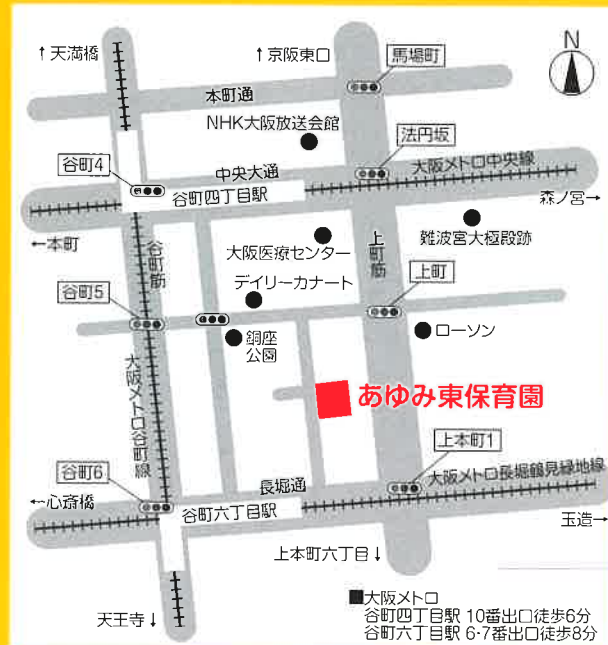 ↑天満橋
↑京阪東口
馬場町
N
本町通
NHK大阪放送会館
法円坂
谷町4
中央大通
大阪メトロ中央線
谷町四丁目駅
森ノ宮→
←本町
谷町筋
大阪医療センター
上町筋
難波宮大極殿跡
デイリーカナート
谷町5
上町
銅座
公園
ローソン
大阪メトロ谷町線
あゆみ東保育園
上本町1
谷町6
長堀通
大阪メトロ長堀鶴見緑地線
←心斎橋
谷町六丁目駅
玉造→
上本町六丁目↓
天王寺↓
■大阪メトロ
谷町四丁目駅 10番出口徒歩6分
谷町六丁目駅 6・7番出口徒歩8分